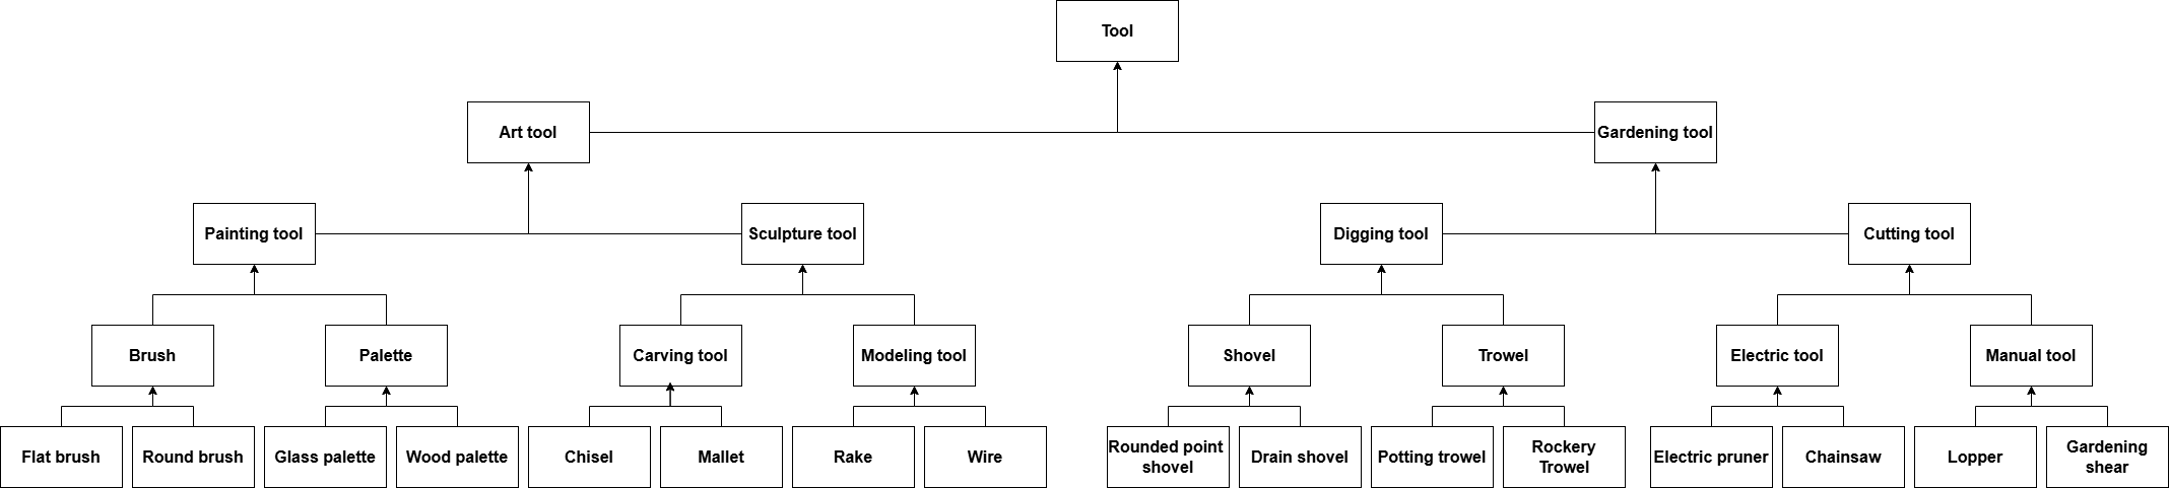 Tool
Art tool
Gardening tool
Painting tool
Sculpture tool
Digging tool
Cutting tool
Brush
Palette
Carving tool
Modeling tool
Shovel
Trowel
Electric tool
Manual tool
Flat brush
Round brush
Glass palette
Wood palette
Chisel
Mallet
Rake
Wire
Rounded point
shovel
Drain shovel
Potting trowel
Rockery
Trowel
Electric pruner
Chainsaw
Lopper
Gardening
shear